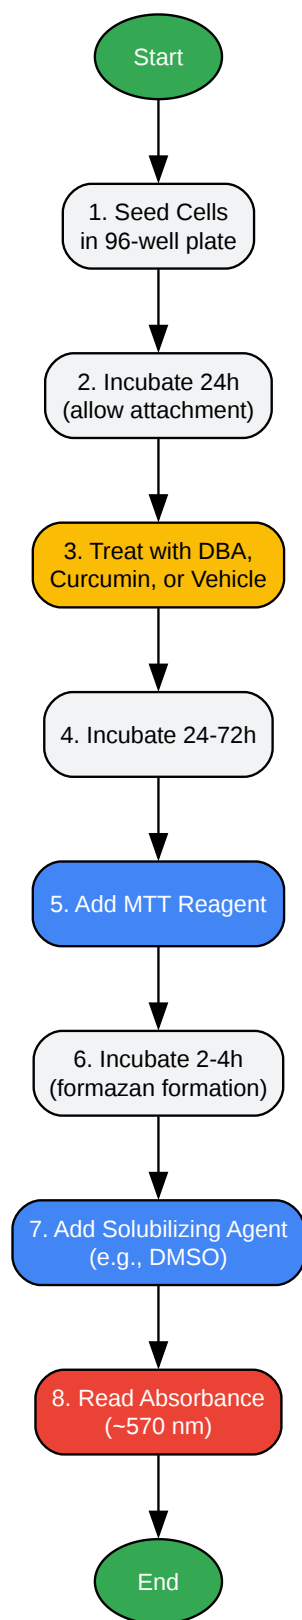 Start
1. Seed Cells
in 96-well plate
2. Incubate 24h
(allow attachment)
3. Treat with DBA,
Curcumin, or Vehicle
4. Incubate 24-72h
5. Add MTT Reagent
6. Incubate 2-4h
(formazan formation)
7. Add Solubilizing Agent
(e.g., DMSO)
8. Read Absorbance
(~570 nm)
End